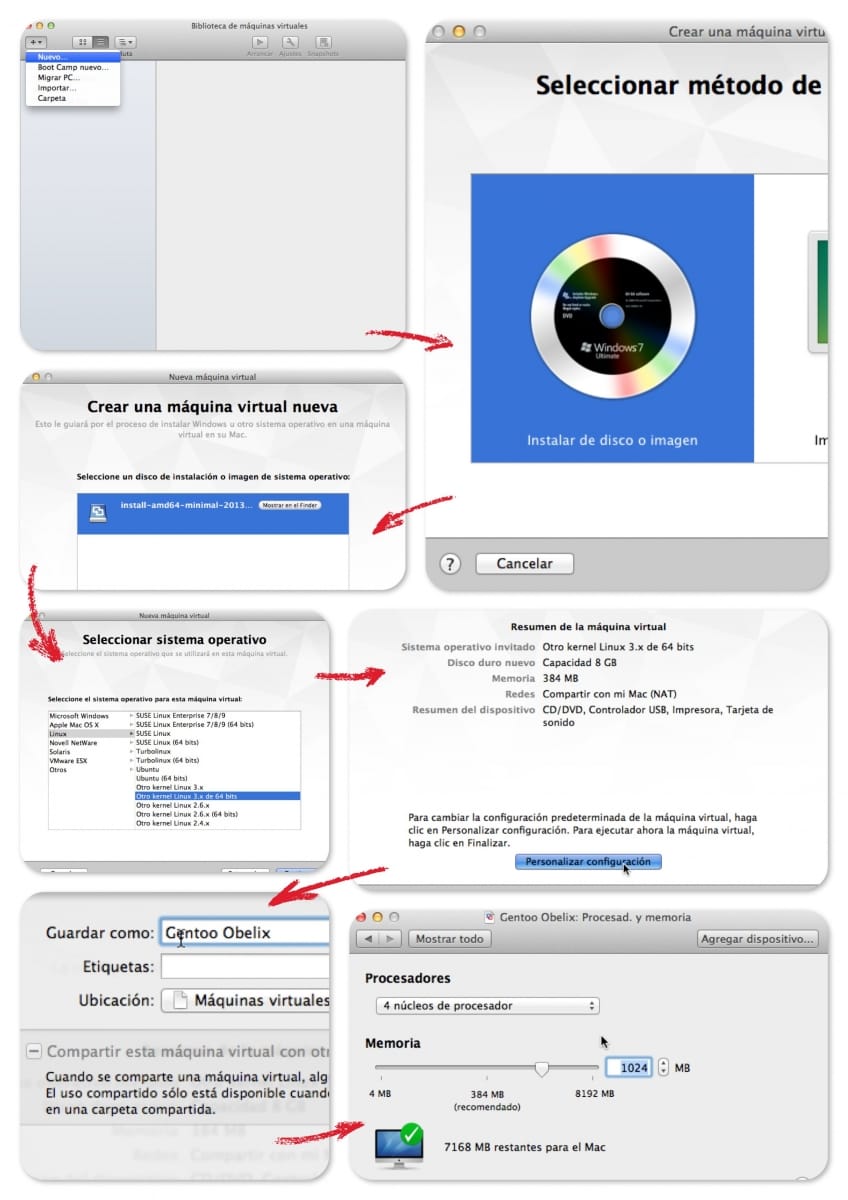 Biblioteca de máquinas virtuales
Arrancar Ajustes Snapshots
Nuevo...
Boot Camp nuevo...
Migrar PC...
Importar...
Carpeta
Crear una máquina virtu
Seleccionar método de
Windows 7
Ultimate
DVD
Instalar de disco o imagen
Im
? Cancelar
Nueva máquina virtual
Crear una máquina virtual nueva
Esto le guiará por el proceso de instalar Windows u otro sistema operativo en una máquina
virtual en su Mac.
Seleccione un disco de instalación o imagen de sistema operativo:
install-amd64-minimal-2013... Mostrar en el Finder
Nueva máquina virtual
Seleccionar sistema operativo
eleccione el sistema operativo que se utilizará en esta máquina virtual.
Seleccione el sistema operativo para esta máquina virtual:
Microsoft Windows
Apple Mac OS X
Linux
Novell NetWare
Solaris
VMware ESX
Otros
SUSE Linux Enterprise 7/8/9
SUSE Linux Enterprise 7/8/9 (64 bits)
SUSE Linux
SUSE Linux (64 bits)
Turbolinux
Turbolinux (64 bits)
Ubuntu
Ubuntu (64 bits)
Otro kernel Linux 3.x
Otro kernel Linux 3.x de 64 bits
Otro kernel Linux 2.6.x
Otro kernel Linux 2.6.x (64 bits)
Otro kernel Linux 2.4.x
Resumen de la máquina virtual
Sistema operativo invitado Otro kernel Linux 3.x de 64 bits
Disco duro nuevo Capacidad 8 GB
Memoria 384 MB
Redes Compartir con mi Mac (NAT)
Resumen del dispositivo CD/DVD, Controlador USB, Impresora, Tarjeta de
sonido
Para cambiar la configuración predeterminada de la máquina virtual, haga
clic en Personalizar configuración. Para ejecutar ahora la máquina virtual,
haga clic en Finalizar.
Personalizar configuración
Guardar como: Gentoo Obelix
Etiquetas:
Ubicación: Máquinas virtuales
Compartir esta máquina virtual con otr
Cuando se comparte una máquina virtual, alg
El uso compartido sólo está disponible cuando
en una carpeta compartida.
Gentoo Obelix: Procesad. y memoria
Mostrar todo Agregar dispositivo...
Procesadores
4 núcleos de procesador
Memoria
1024 MB
4 MB 384 MB 8192 MB
(recomendado)
7168 MB restantes para el Mac